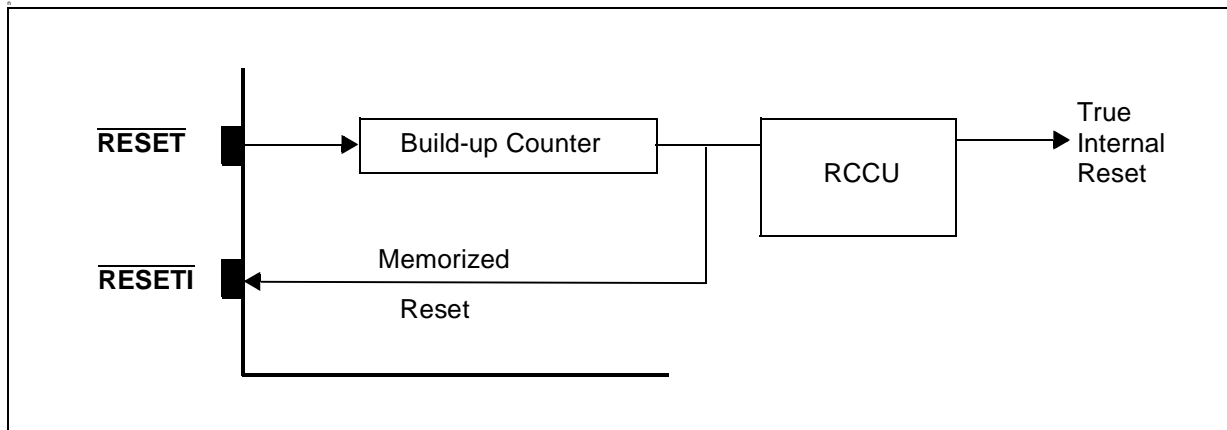 RESET
Build-up Counter
RCCU
True
Internal
Reset
RESETI
Memorized
Reset